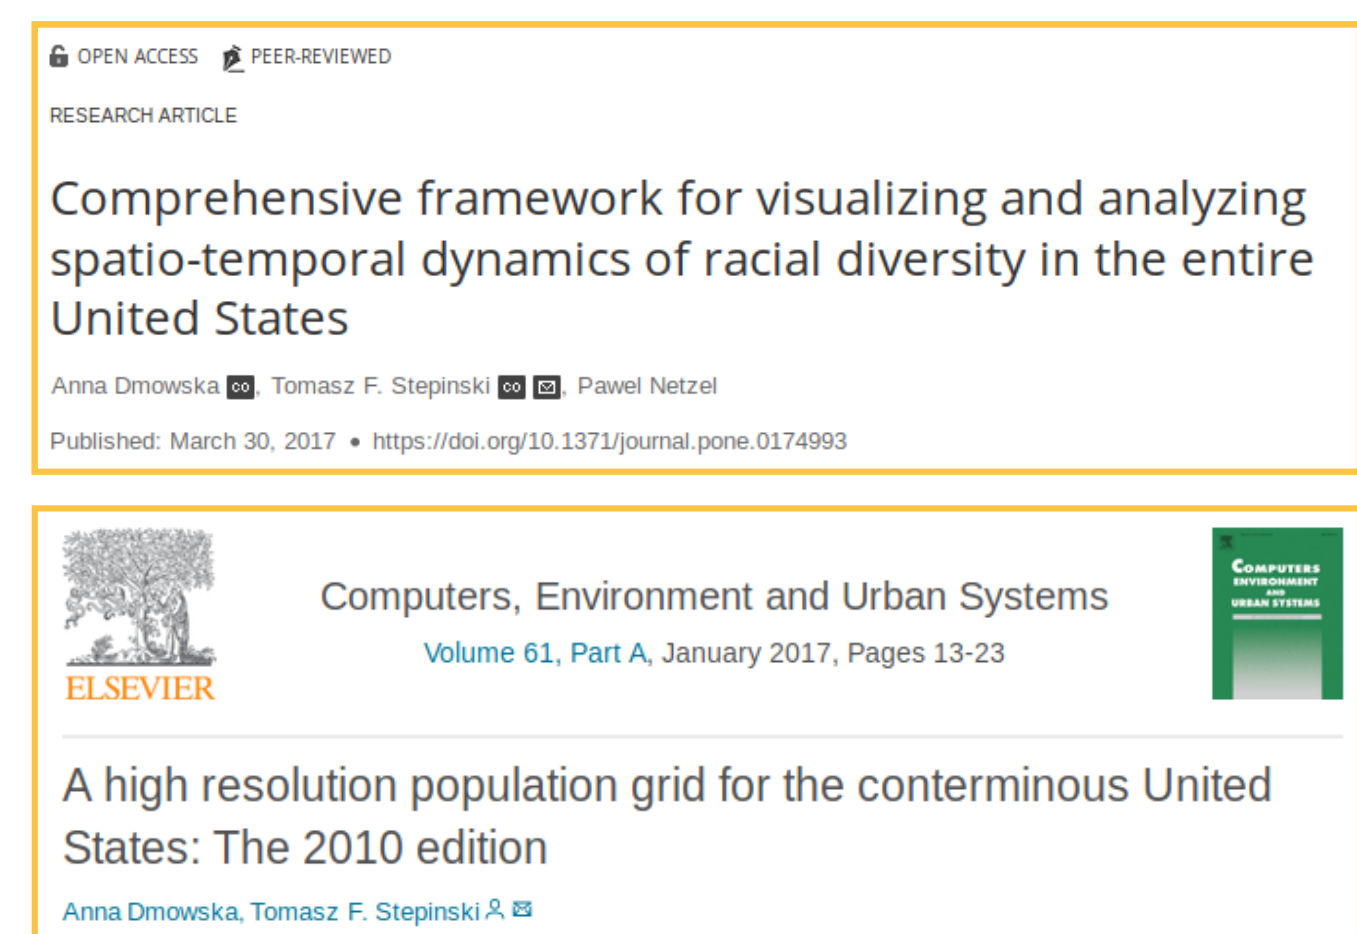 OPEN ACCESS PEER-REVIEWED
RESEARCH ARTICLE
Comprehensive framework for visualizing and analyzing
spatio-temporal dynamics of racial diversity in the entire
United States
Anna Dmowska co, Tomasz F. Stepinski co, Pawel Netzel
Published: March 30, 2017 • https://doi.org/10.1371/journal.pone.0174993
ELSEVIER
Computers, Environment and Urban Systems
Volume 61, Part A, January 2017, Pages 13-23
COMPUTERS
ENVIRONMENT
AND
URBAN SYSTEMS
A high resolution population grid for the conterminous United
States: The 2010 edition
Anna Dmowska, Tomasz F. Stepinski